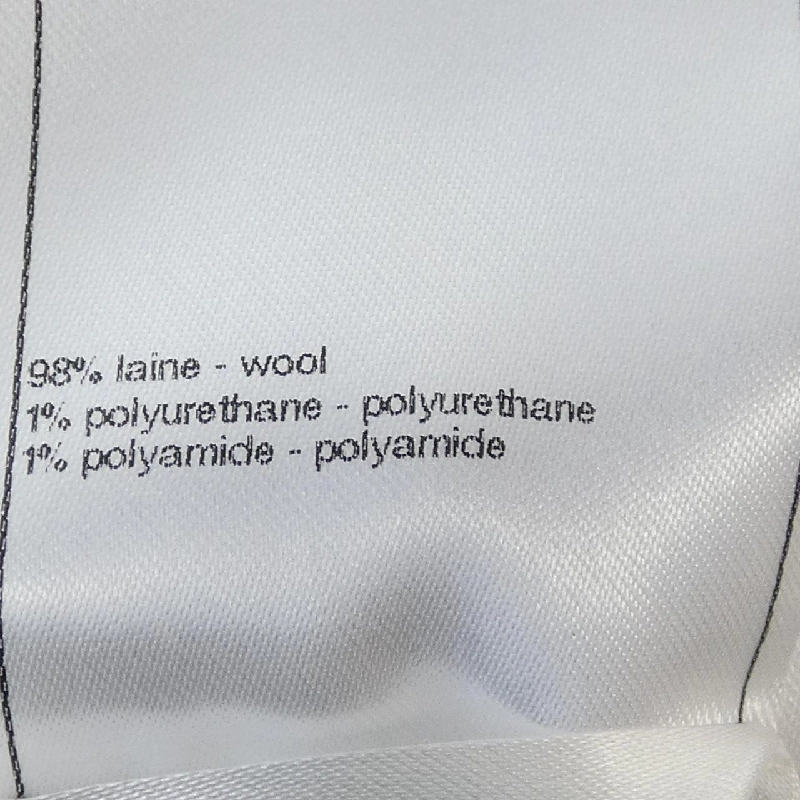 98% laine - wool
1% polyurethane - polyurethane
1% polyamide - polyamide